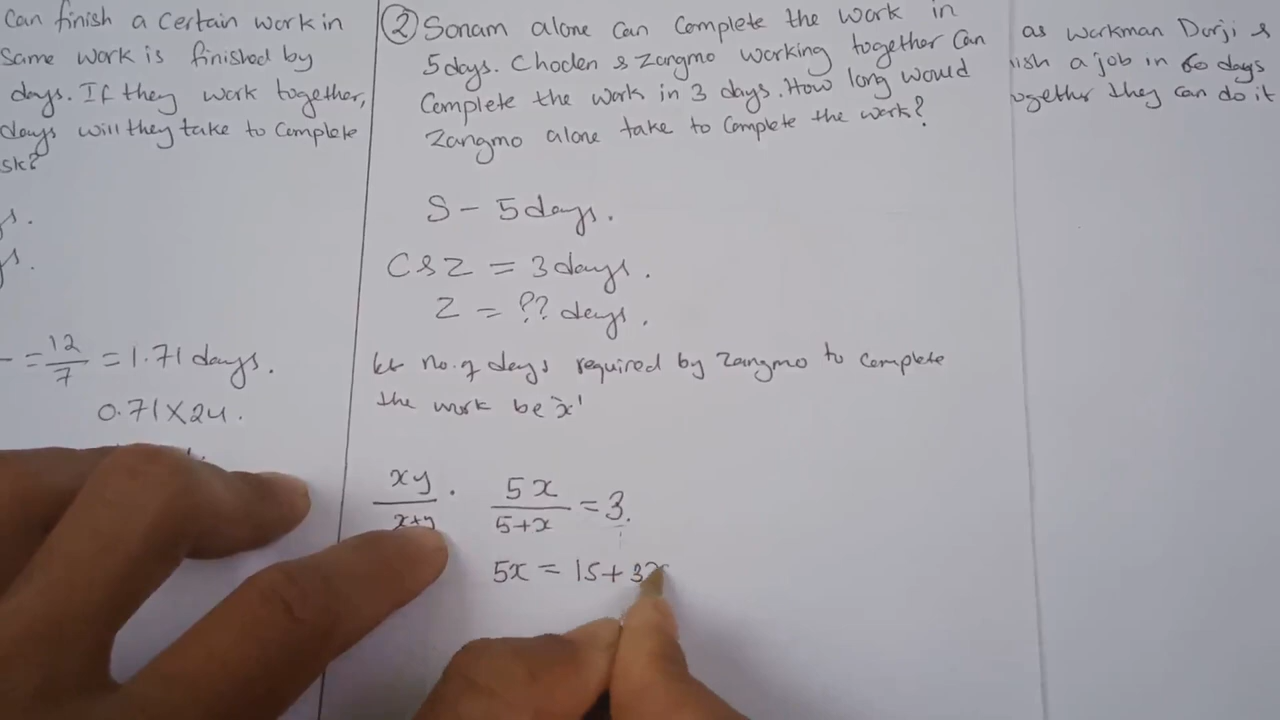 Can finish a Certain work in
Same work is finished by
days. If they work together,
days will they take to Complete
sk?
ys.
ys.
= 12/7 = 1.71 days.
0.71 X 24.
② Sonam alone Can Complete the work in
5 days. Choden & Zangmo working together Can
Complete the work in 3 days. How long would
Zangmo alone take to Complete the work?
S - 5 days.
C & Z = 3 days.
Z = ?? days.
let no. of days required by Zangmo to complete
the work be 'x'
xy/x+y . 5x/5+x = 3.
5x = 15 + 3x
as workman Dorji &
nish a job in 60 days
ogether they can do it